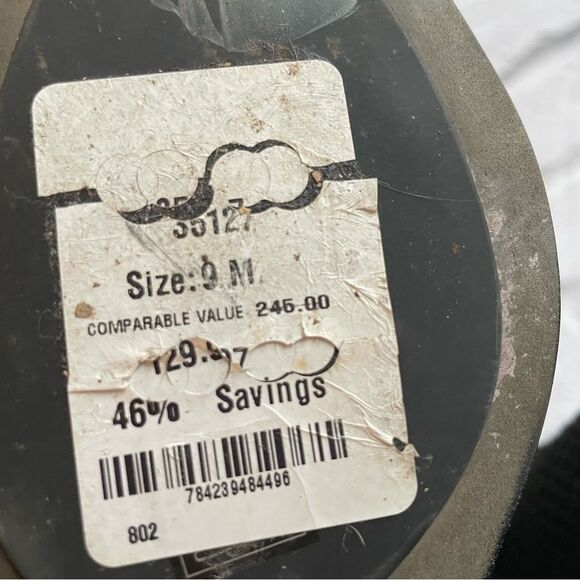 35127
Size: 9 M
COMPARABLE VALUE 245.00
129.97
46% Savings
784239484496
802